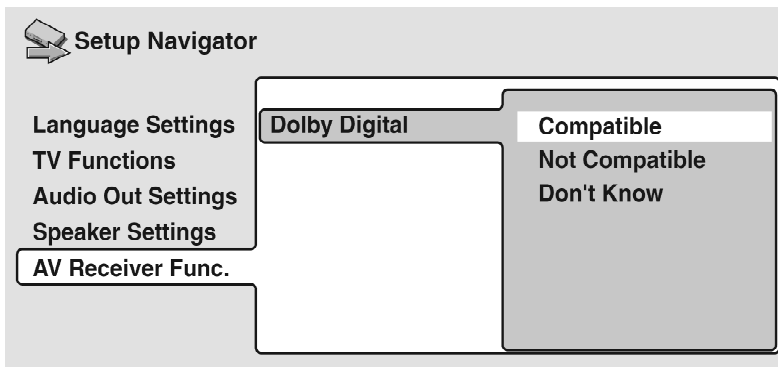 Setup Navigator
Language Settings
TV Functions
Audio Out Settings
Speaker Settings
AV Receiver Func.
Dolby Digital
Compatible
Not Compatible
Don't Know